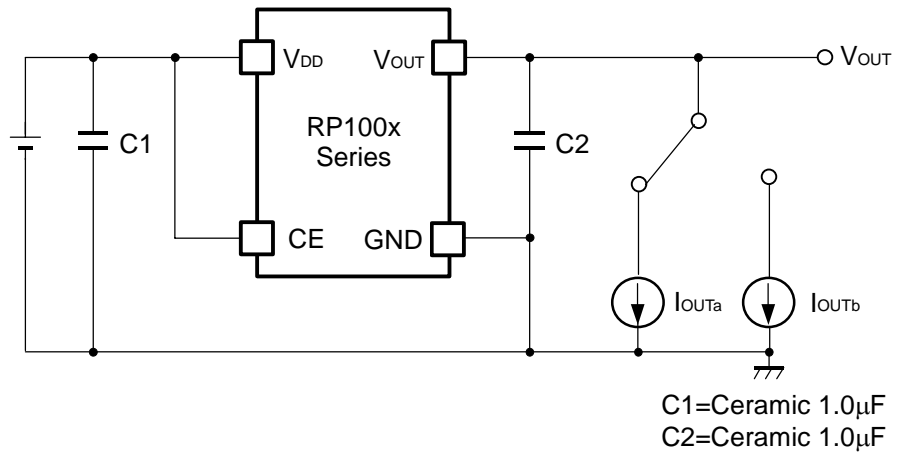 VDD
VOUT
VOUT
RP100x
Series
C1
C2
CE
GND
IOUTa
IOUTb
C1=Ceramic 1.0μF
C2=Ceramic 1.0μF